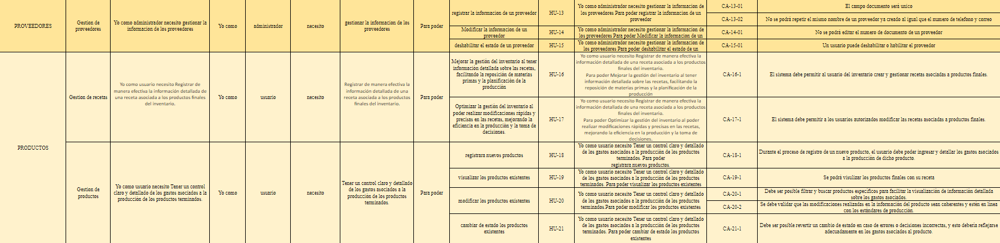 PROVEEDORES
Gestion de
proveedores
Yo como administrador necesito gestionar la
informacion de los proveedores
Yo como
administrador
necesito
gestionar la informacion de los
proveedores
Para poder
registrar la informacion de un proveedor
HU-13
Yo como administrador necesito gestionar la informacion de
los proveedores Para poder registrar la informacion de un
proveedor
CA-13-01
El campo documento será unico
CA-13-02
No se podrá repetir el mismo nombre de un proveedor ya creado al igual que el numero de telefono y correo
Modificar la informacion de un
proveedor
HU-14
Yo como administrador necesito gestionar la informacion de
los proveedores Para poder Modificar la informacion de un
CA-14-01
No se podrá editar el numero de documento de un proveedor
deshabilitar el estado de un proveedor
HU-15
Yo como administrador necesito gestionar la informacion de
los proveedores Para poder deshabilitar el estado de un
CA-15-01
Un usuario puede deshabilitar o habilitar el proveedor
PRODUCTOS
Gestion de recetas
Yo como usuario necesito Registrar de
manera efectiva la información detallada de
una receta asociada a los productos finales
del inventario.
Yo como
usuario
necesito
Registrar de manera efectiva la
información detallada de una
receta asociada a los productos
finales del inventario.
Para poder
Mejorar la gestión del inventario al tener
información detallada sobre las recetas,
facilitando la reposición de materias
primas y la planificación de la
producción
HU-16
Yo como usuario necesito Registrar de manera efectiva la
información detallada de una receta asociada a los productos
finales del inventario.
Para poder Mejorar la gestión del inventario al tener
información detallada sobre las recetas, facilitando la
reposición de materias primas y la planificación de la
producción
CA-16-1
El sistema debe permitir al usuario del inventario crear y gestionar recetas asociadas a productos finales.
Optimizar la gestión del inventario al
poder realizar modificaciones rápidas y
precisas en las recetas, mejorando la
eficiencia en la producción y la toma de
decisiones.
HU-17
Yo como usuario necesito Registrar de manera efectiva la
información detallada de una receta asociada a los productos
finales del inventario.
Para poder Optimizar la gestión del inventario al poder
realizar modificaciones rápidas y precisas en las recetas,
mejorando la eficiencia en la producción y la toma de
decisiones.
CA-17-1
El sistema debe permitir a los usuarios autorizados modificar las recetas asociadas a productos finales.
Gestion de
productos
Yo como usuario necesito Tener un control
claro y detallado de los gastos asociados a la
producción de los productos terminados.
Yo como
usuario
necesito
Tener un control claro y detallado
de los gastos asociados a la
producción de los productos
terminados.
Para poder
registrara nuevos productos
HU-18
Yo como usuario necesito Tener un control claro y detallado
de los gastos asociados a la producción de los productos
terminados. Para poder
registrara nuevos productos.
CA-18-1
Durante el proceso de registro de un nuevo producto, el usuario debe poder ingresar y detallar los gastos asociados
a la producción de dicho producto.
visualizar los productos existentes
HU-19
Yo como usuario necesito Tener un control claro y detallado
de los gastos asociados a la producción de los productos
terminados. Para poder visualizar los productos existentes
CA-19-1
Se podrá visulizar los productos finales con su receta
modificar los productos existentes
HU-20
Yo como usuario necesito Tener un control claro y detallado
de los gastos asociados a la producción de los productos
terminados.Para poder modificar los productos existentes
CA-20-1
Debe ser posible filtrar y buscar productos específicos para facilitar la visualización de información detallada
sobre los gastos asociados.
CA-20-2
Se debe validar que las modificaciones realizadas en la información del producto sean coherentes y estén en línea
con los estándares de producción.
cambiar de estado los productos
existentes
HU-21
Yo como usuario necesito Tener un control claro y detallado
de los gastos asociados a la producción de los productos
terminados. Para poder cambiar de estado los productos
existentes
CA-21-1
Debe ser posible revertir un cambio de estado en caso de errores o decisiones incorrectas, y esto debería reflejarse
adecuadamente en los gastos asociados al producto.